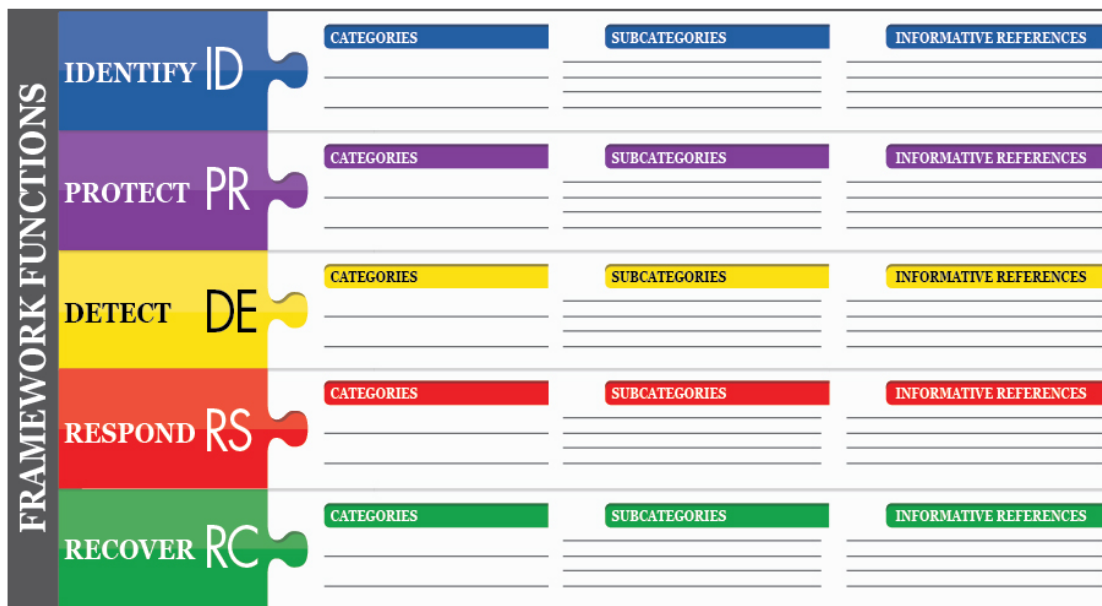 FRAMEWORK FUNCTIONS
IDENTIFY ID
CATEGORIES
SUBCATEGORIES
INFORMATIVE REFERENCES
PROTECT PR
CATEGORIES
SUBCATEGORIES
INFORMATIVE REFERENCES
DETECT DE
CATEGORIES
SUBCATEGORIES
INFORMATIVE REFERENCES
RESPOND RS
CATEGORIES
SUBCATEGORIES
INFORMATIVE REFERENCES
RECOVER RC
CATEGORIES
SUBCATEGORIES
INFORMATIVE REFERENCES